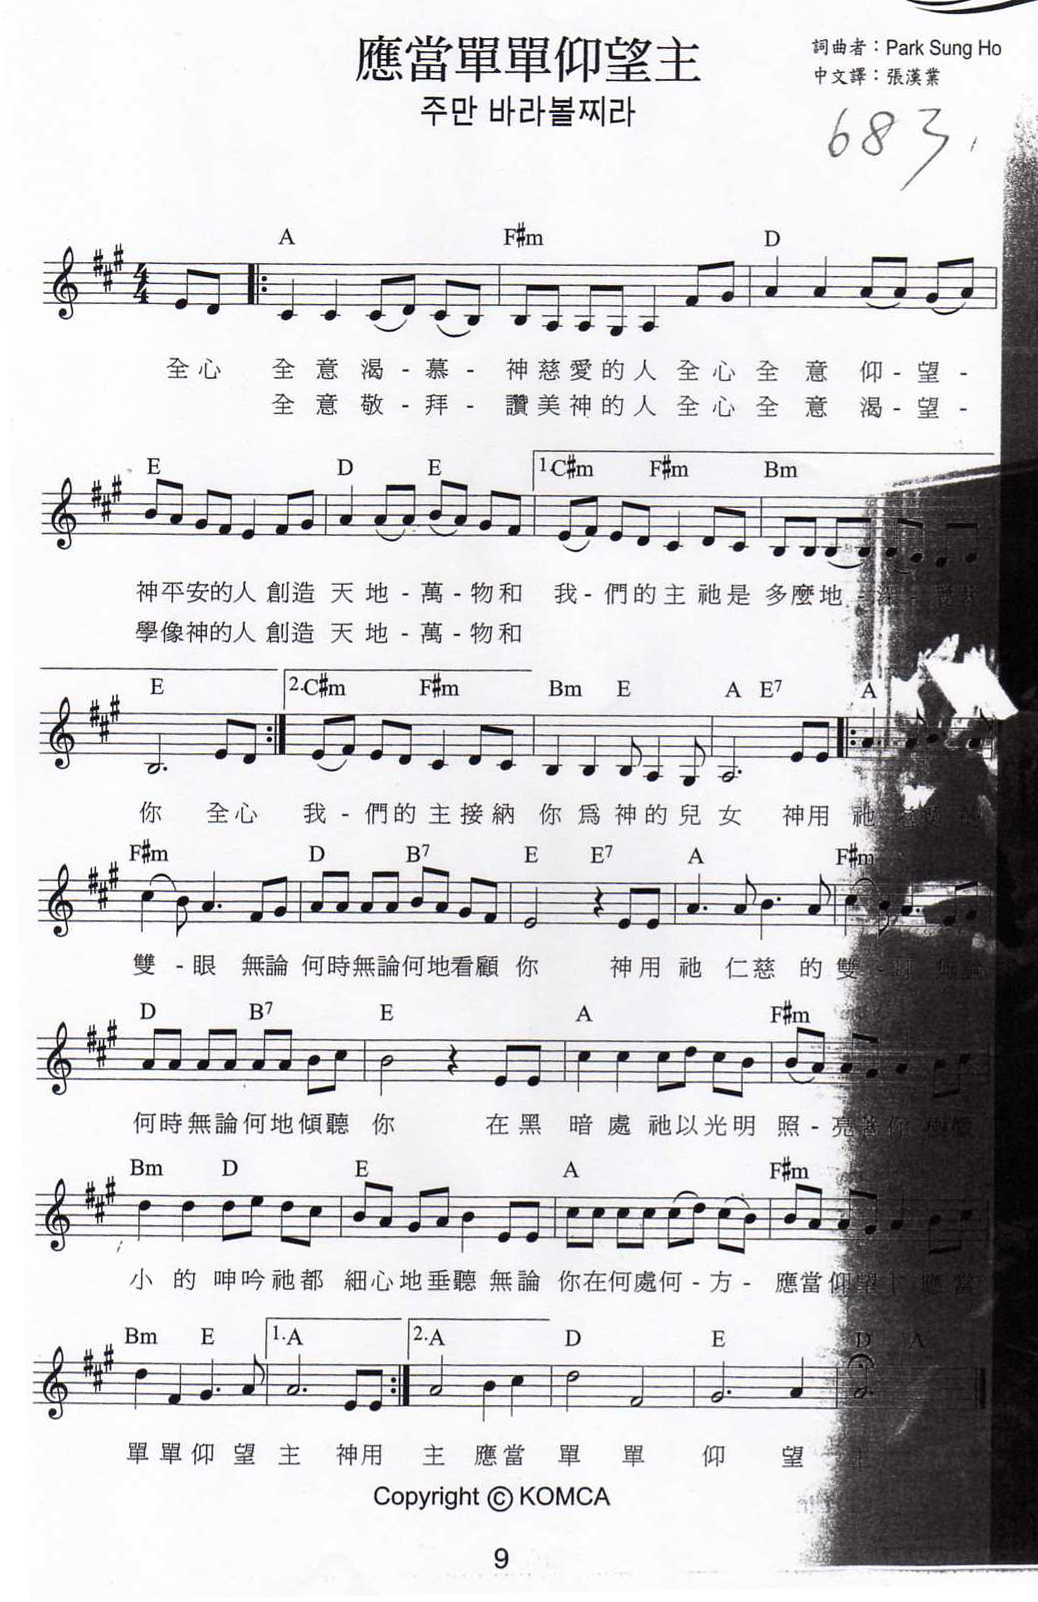 應當單單仰望主
주만 바라볼찌라
詞曲者：Park Sung Ho
中文譯：張漢業
683
A F#m D
全心 全 意 渴 - 慕 - 神慈愛的人 全心全 意 仰 - 望 -
全 意 敬 - 拜 - 讚美神的人 全心全 意 渴 - 望 -
E D E 1.C#m F#m Bm
神平安的人 創造 天 地 - 萬 - 物和 我 - 們的主祂是 多麼地
學像神的人 創造 天 地 - 萬 - 物和
E 2.C#m F#m Bm E A E7 A
你 全心 我 - 們的主接納 你爲神的兒女 神用 祂
F#m D B7 E E7 A F#m
雙 - 眼 無論 何時無論何地看顧 你 神用 祂 仁慈 的 雙
D B7 E A F#m
何時無論何地傾聽 你 在黑 暗處 祂以光明 照 - 亮
Bm D E A F#m
小 的 呻吟祂都 細心地垂聽 無論 你在何處何 - 方 - 應當仰望
Bm E 1.A 2.A D E D A
單單仰 望 主 神用 主 應當 單 單 仰 望
Copyright © KOMCA
9